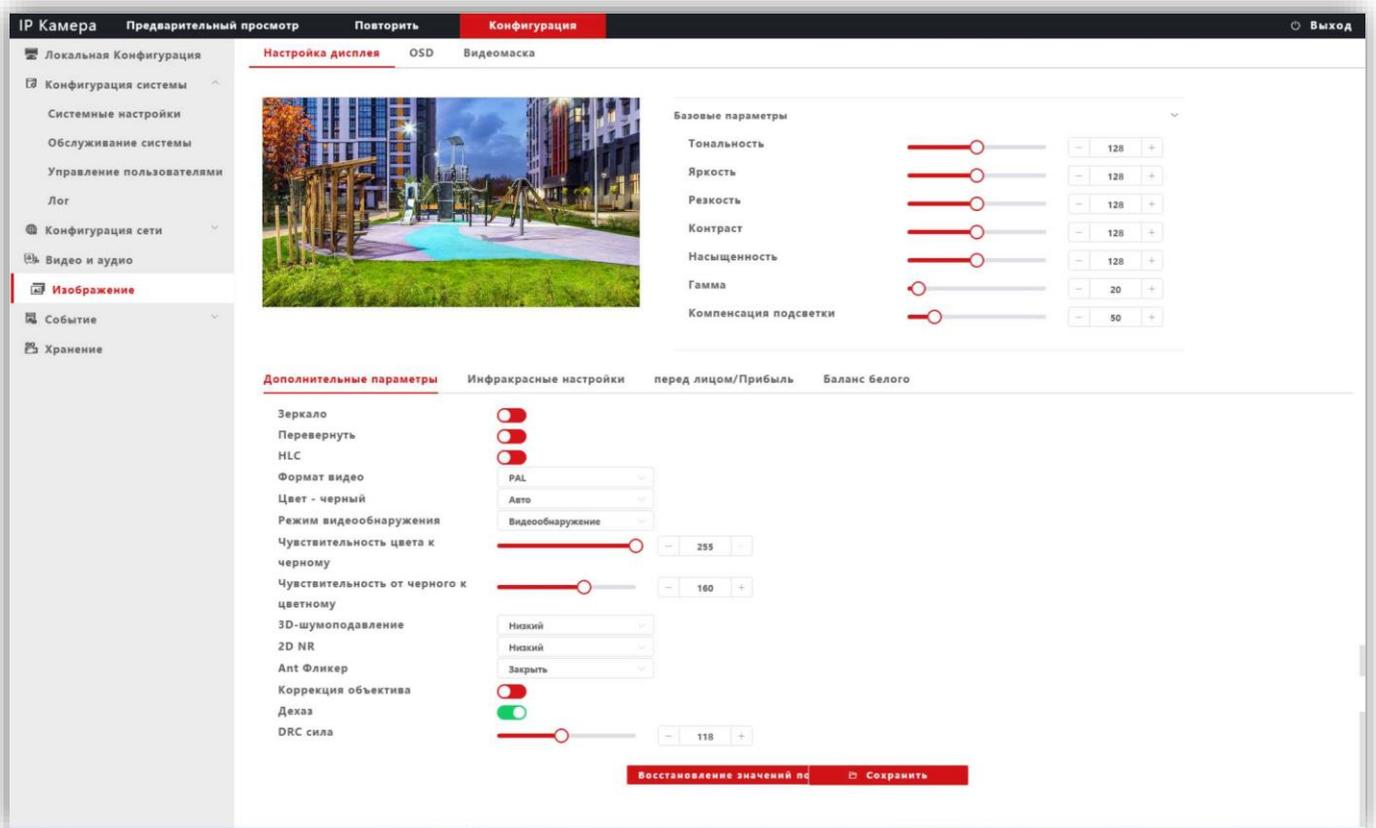 IP Камера Предварительный просмотр Повторить Конфигурация Выход
Локальная Конфигурация
Конфигурация системы
Системные настройки
Обслуживание системы
Управление пользователями
Лог
Конфигурация сети
Видео и аудио
Изображение
Событие
Хранение
Настройка дисплея OSD Видеомаска
Базовые параметры
Тональность 128
Яркость 128
Резкость 128
Контраст 128
Насыщенность 128
Гамма 20
Компенсация подсветки 50
Дополнительные параметры Инфракрасные настройки перед лицом/Прибыль Баланс белого
Зеркало
Перевернуть
HLC
Формат видео PAL
Цвет - черный Авто
Режим видеообнаружения Видеообнаружение
Чувствительность цвета к 255
черному
Чувствительность от черного к 160
цветному
3D-шумоподавление Низкий
2D NR Низкий
Ant Фликер Закрыть
Коррекция объектива
Дехаз
DRC сила 118
Восстановление значений по Сохранить